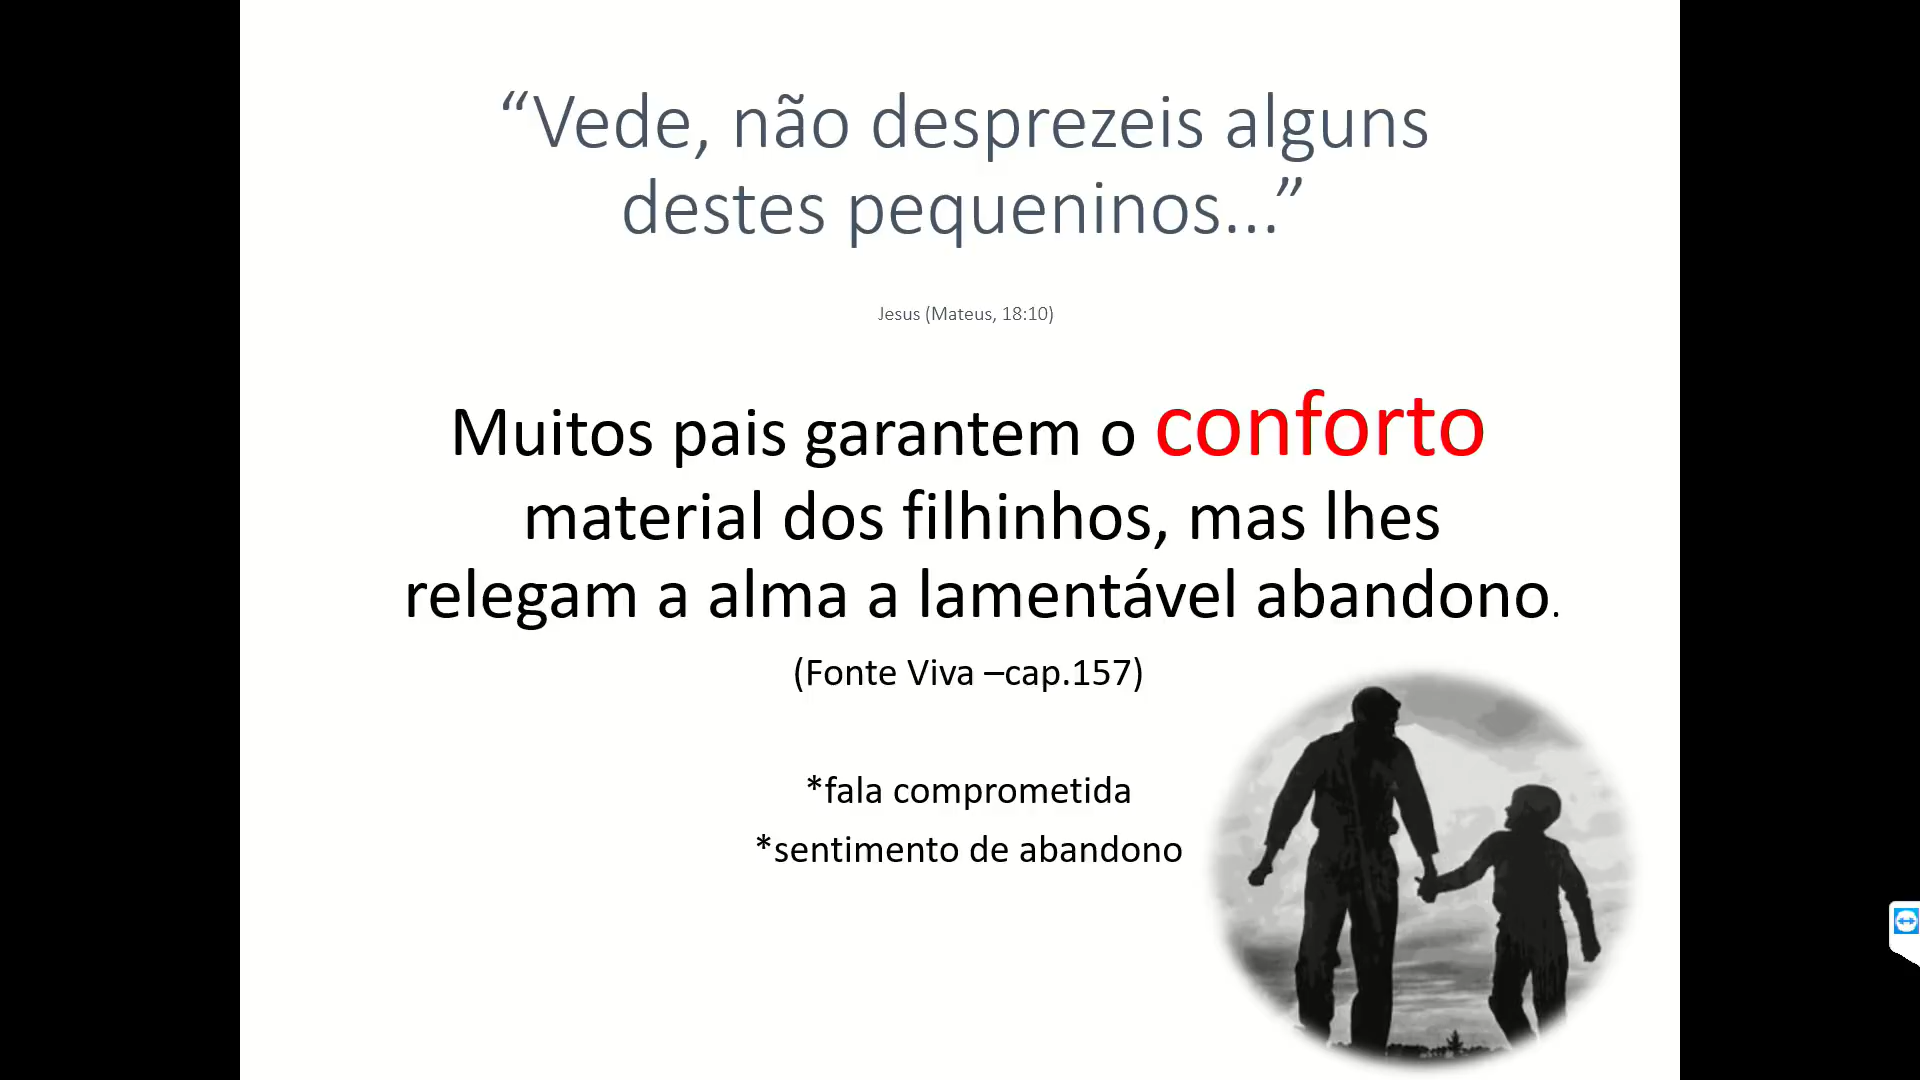 “Vede, não desprezeis alguns
destes pequeninos...”
Jesus (Mateus, 18:10)
Muitos pais garantem o conforto
material dos filhinhos, mas lhes
relegam a alma a lamentável abandono.
(Fonte Viva –cap.157)
*fala comprometida
*sentimento de abandono